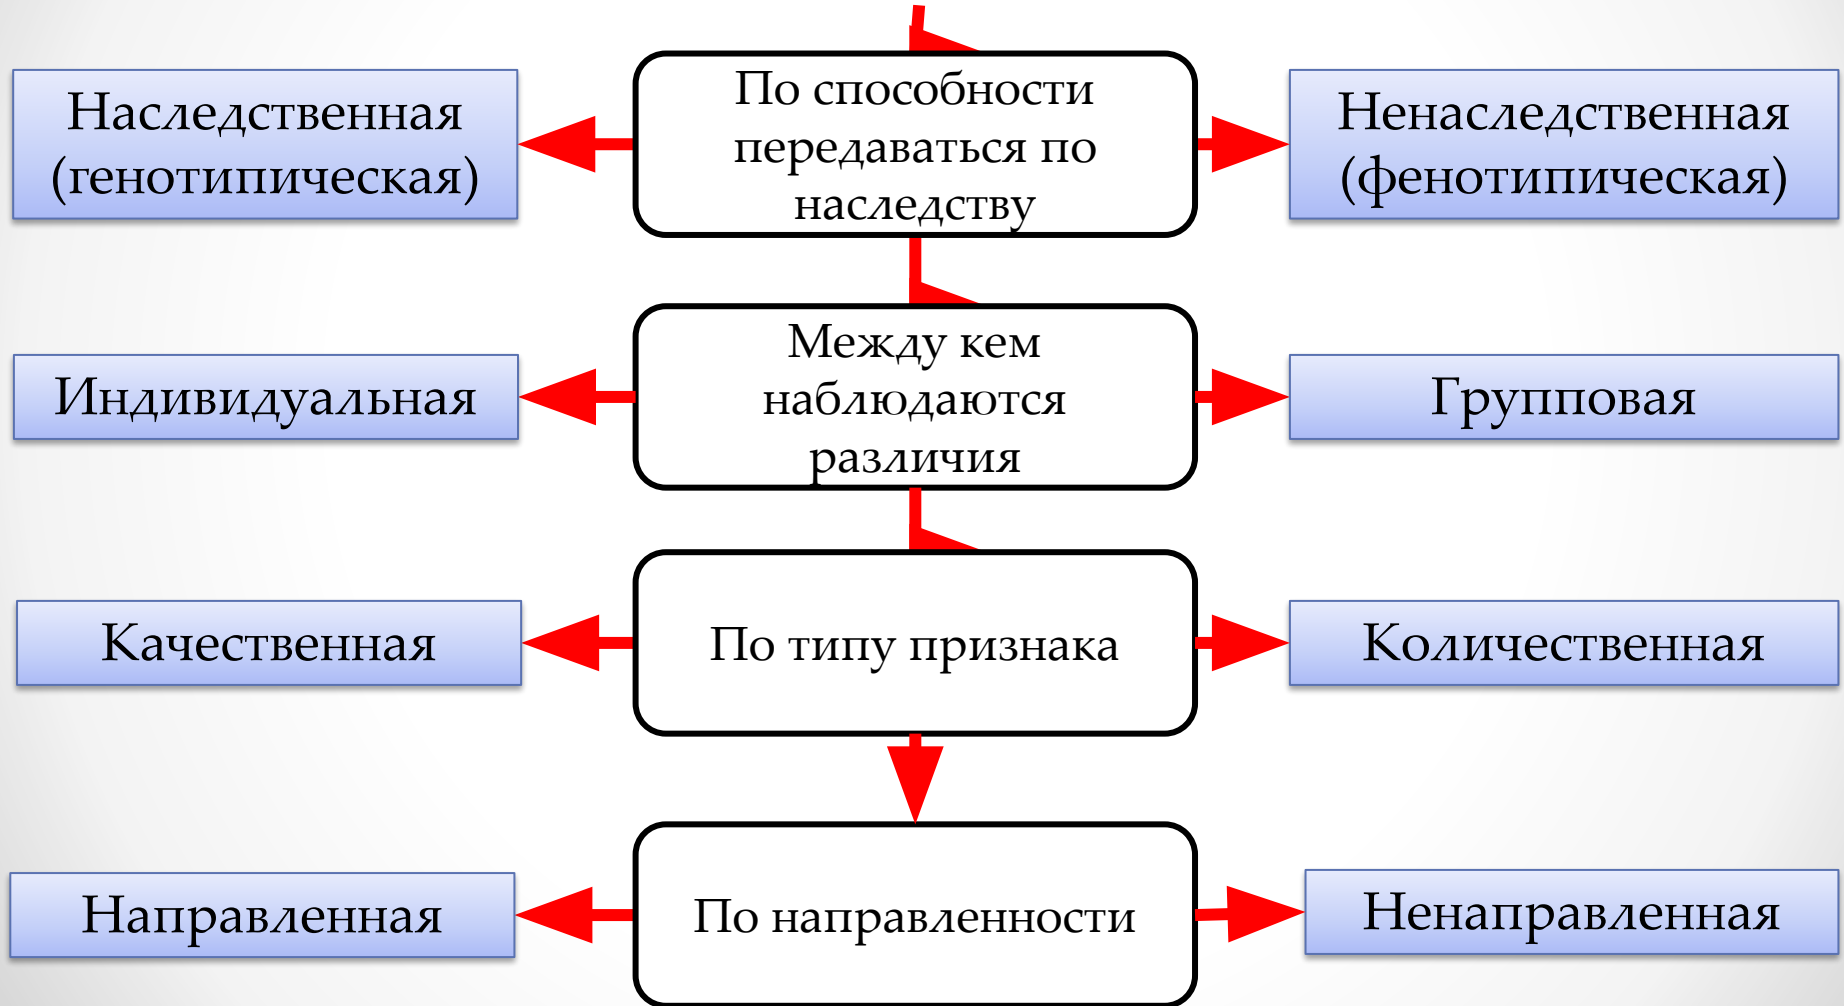 Наследственная
(генотипическая)
По способности
передаваться по
наследству
Ненаследственная
(фенотипическая)
Индивидуальная
Между кем
наблюдаются
различия
Групповая
Качественная
По типу признака
Количественная
Направленная
По направленности
Ненаправленная